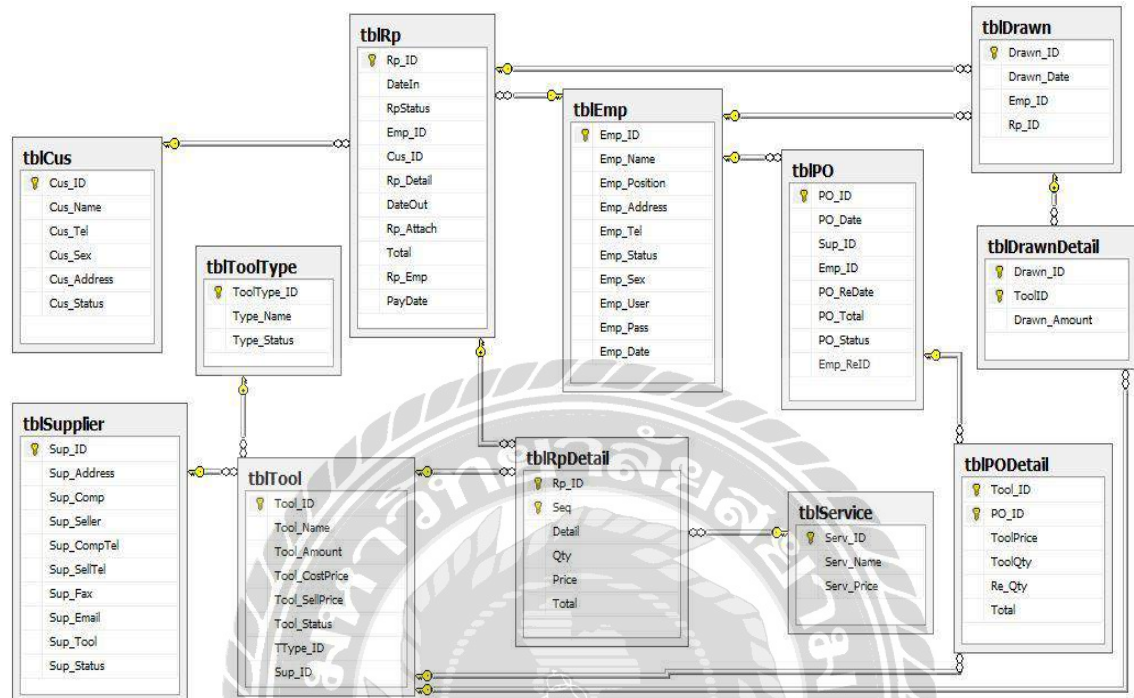 tblRp
Rp_ID
DateIn
RpStatus
Emp_ID
Cus_ID
Rp_Detail
DateOut
Rp_Attach
Total
Rp_Emp
PayDate
tblDrawn
Drawn_ID
Drawn_Date
Emp_ID
Rp_ID
tblEmp
Emp_ID
Emp_Name
Emp_Position
Emp_Address
Emp_Tel
Emp_Status
Emp_Sex
Emp_User
Emp_Pass
Emp_Date
tblCus
Cus_ID
Cus_Name
Cus_Tel
Cus_Sex
Cus_Address
Cus_Status
tblPO
PO_ID
PO_Date
Sup_ID
Emp_ID
PO_ReDate
PO_Total
PO_Status
Emp_ReID
tblDrawnDetail
Drawn_ID
ToolID
Drawn_Amount
tblToolType
ToolType_ID
Type_Name
Type_Status
tblSupplier
Sup_ID
Sup_Address
Sup_Comp
Sup_Seller
Sup_CompTel
Sup_SellTel
Sup_Fax
Sup_Email
Sup_Tool
Sup_Status
tblTool
Tool_ID
Tool_Name
Tool_Amount
Tool_CostPrice
Tool_SellPrice
Tool_Status
TType_ID
Sup_ID
tblRpDetail
Rp_ID
Seq
Detail
Qty
Price
Total
tblService
Serv_ID
Serv_Name
Serv_Price
tblPODetail
Tool_ID
PO_ID
ToolPrice
ToolQty
Re_Qty
Total